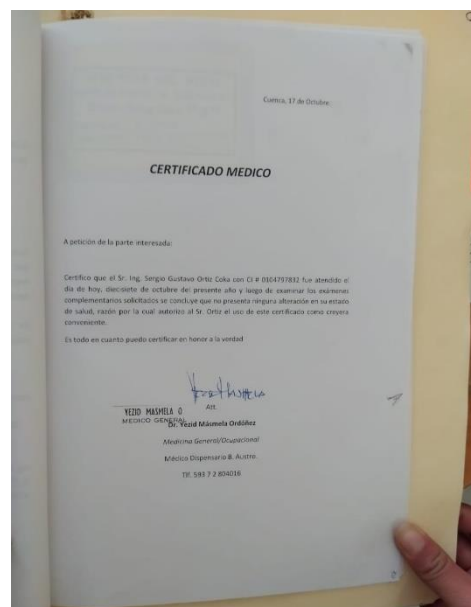 Cuenca, 17 de Octubre.
CERTIFICADO MEDICO
A petición de la parte interesada:
Certifico que el Sr. Ing. Sergio Gustavo Ortiz Coka con CI # 0104797832 fue atendido el
día de hoy, diecisiete de octubre del presente año y luego de examinar los exámenes
complementarios solicitados se concluye que no presenta ninguna alteración en su estado
de salud, razón por la cual autorizo al Sr. Ortiz el uso de este certificado como creyera
conveniente.
Es todo en cuanto puedo certificar en honor a la verdad
Att.
YEZID MASMELA O
MEDICO GENERAL
Dr. Yezid Másmela Ordóñez
Medicina General/Ocupacional
Médico Dispensario B. Austro.
Tlf. 593 7 2 804016